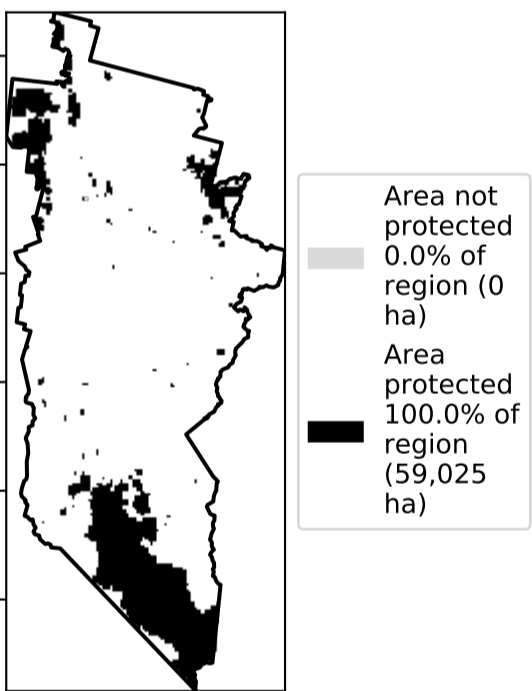 Area not
protected
0.0% of
region (0
ha)
Area
protected
100.0% of
region
(59,025
ha)